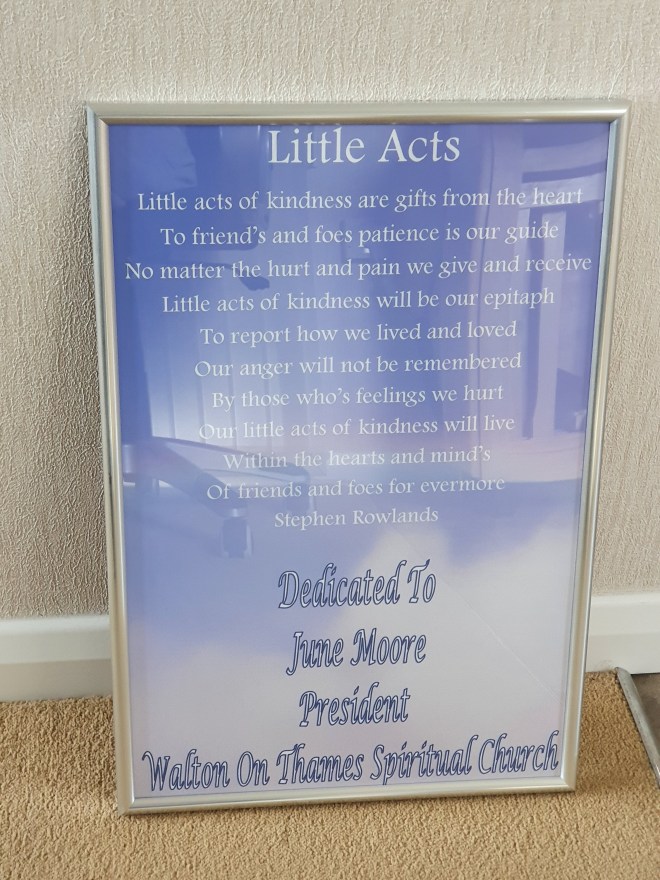 Little Acts
Little acts of kindness are gifts from the heart
To friend's and foes patience is our guide
No matter the hurt and pain we give and receive
Little acts of kindness will be our epitaph
To report how we lived and loved
Our anger will not be remembered
By those who's feelings we hurt
Our little acts of kindness will live
Within the hearts and mind's
Of friends and foes for evermore
Stephen Rowlands
Dedicated To
June Moore
President
Walton On Thames Spiritual Church